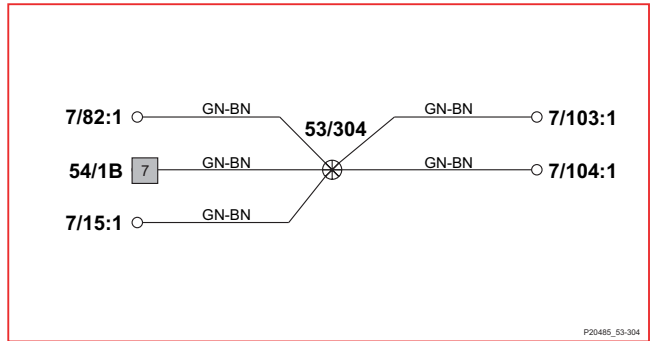 7/82:1 GN-BN GN-BN 7/103:1
53/304
54/1B 7 GN-BN GN-BN 7/104:1
7/15:1 GN-BN
P20485_53-304